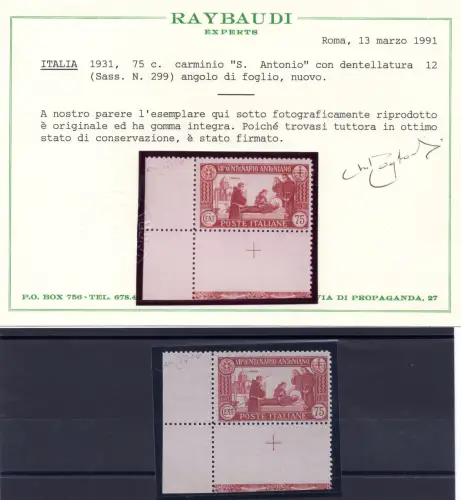 RAYBAUDI
EXPERTS
Roma, 13 marzo 1991
ITALIA 1931, 75 c. carminio "S. Antonio" con dentellatura 12
(Sass. N. 299) angolo di foglio, nuovo.
A nostro parere l'esemplare qui sotto fotograficamente riprodotto
è originale ed ha gomma integra. Poichè trovasi tuttora in ottimo
stato di conservazione, è stato firmato.
VII° CENTENARIO ANTONIANO
CENT 75
POSTE ITALIANE
P.O. BOX 756 - TEL. 678.4
VIA DI PROPAGANDA, 27
VII° CENTENARIO ANTONIANO
CENT 75
POSTE ITALIANE